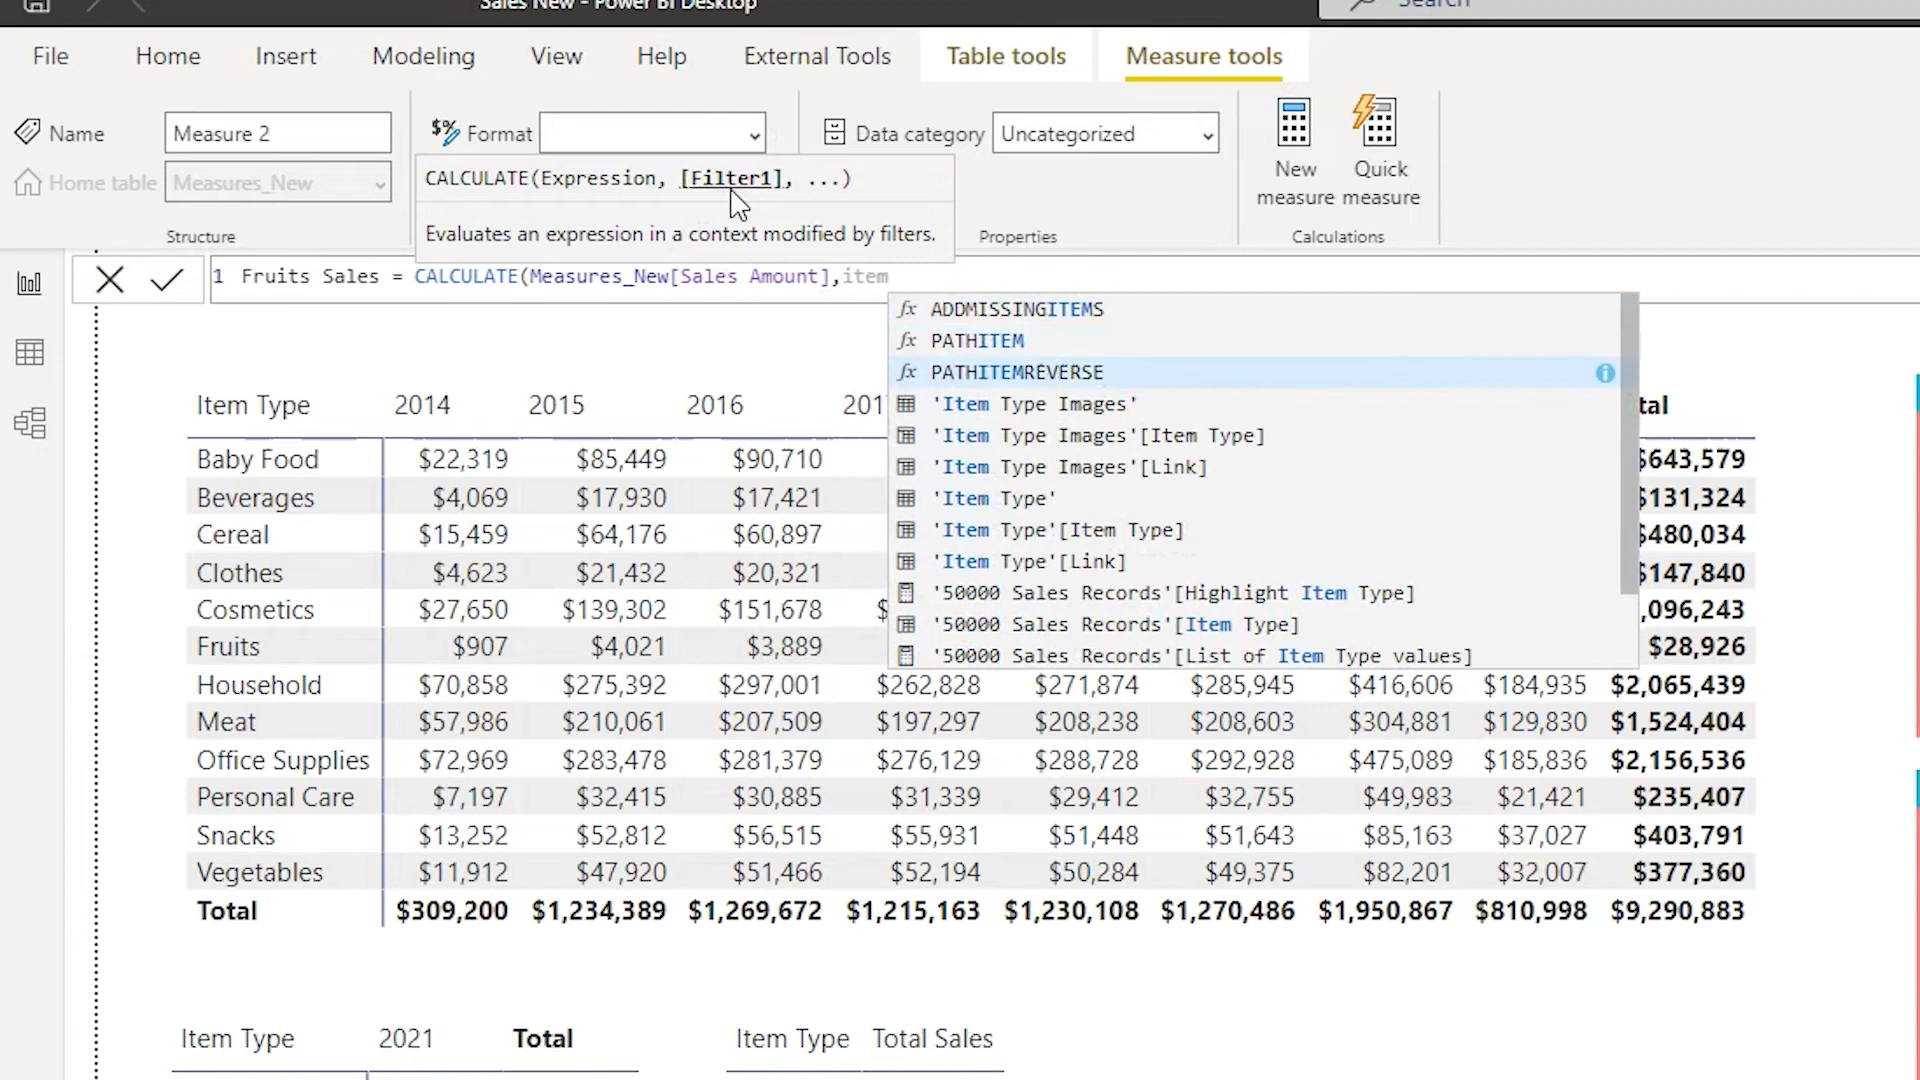 Sales New - Power BI Desktop
Search
File Home Insert Modeling View Help External Tools Table tools Measure tools
Name Measure 2 $% Format Data category Uncategorized
Home table Measures_New
New measure
Quick measure
CALCULATE(Expression, [Filter1], ...)
Evaluates an expression in a context modified by filters.
Structure Properties Calculations
1 Fruits Sales = CALCULATE(Measures_New[Sales Amount],item
fx ADDMISSINGITEMS
fx PATHITEM
fx PATHITEMREVERSE
'Item Type Images'
'Item Type Images'[Item Type]
'Item Type Images'[Link]
'Item Type'
'Item Type'[Item Type]
'Item Type'[Link]
'50000 Sales Records'[Highlight Item Type]
'50000 Sales Records'[Item Type]
'50000 Sales Records'[List of Item Type values]
Item Type 2014 2015 2016 201 tal
Baby Food $22,319 $85,449 $90,710 $643,579
Beverages $4,069 $17,930 $17,421 $131,324
Cereal $15,459 $64,176 $60,897 $480,034
Clothes $4,623 $21,432 $20,321 $147,840
Cosmetics $27,650 $139,302 $151,678 $ ,096,243
Fruits $907 $4,021 $3,889 $28,926
Household $70,858 $275,392 $297,001 $262,828 $271,874 $285,945 $416,606 $184,935 $2,065,439
Meat $57,986 $210,061 $207,509 $197,297 $208,238 $208,603 $304,881 $129,830 $1,524,404
Office Supplies $72,969 $283,478 $281,379 $276,129 $288,728 $292,928 $475,089 $185,836 $2,156,536
Personal Care $7,197 $32,415 $30,885 $31,339 $29,412 $32,755 $49,983 $21,421 $235,407
Snacks $13,252 $52,812 $56,515 $55,931 $51,448 $51,643 $85,163 $37,027 $403,791
Vegetables $11,912 $47,920 $51,466 $52,194 $50,284 $49,375 $82,201 $32,007 $377,360
Total $309,200 $1,234,389 $1,269,672 $1,215,163 $1,230,108 $1,270,486 $1,950,867 $810,998 $9,290,883
Item Type 2021 Total
Item Type Total Sales